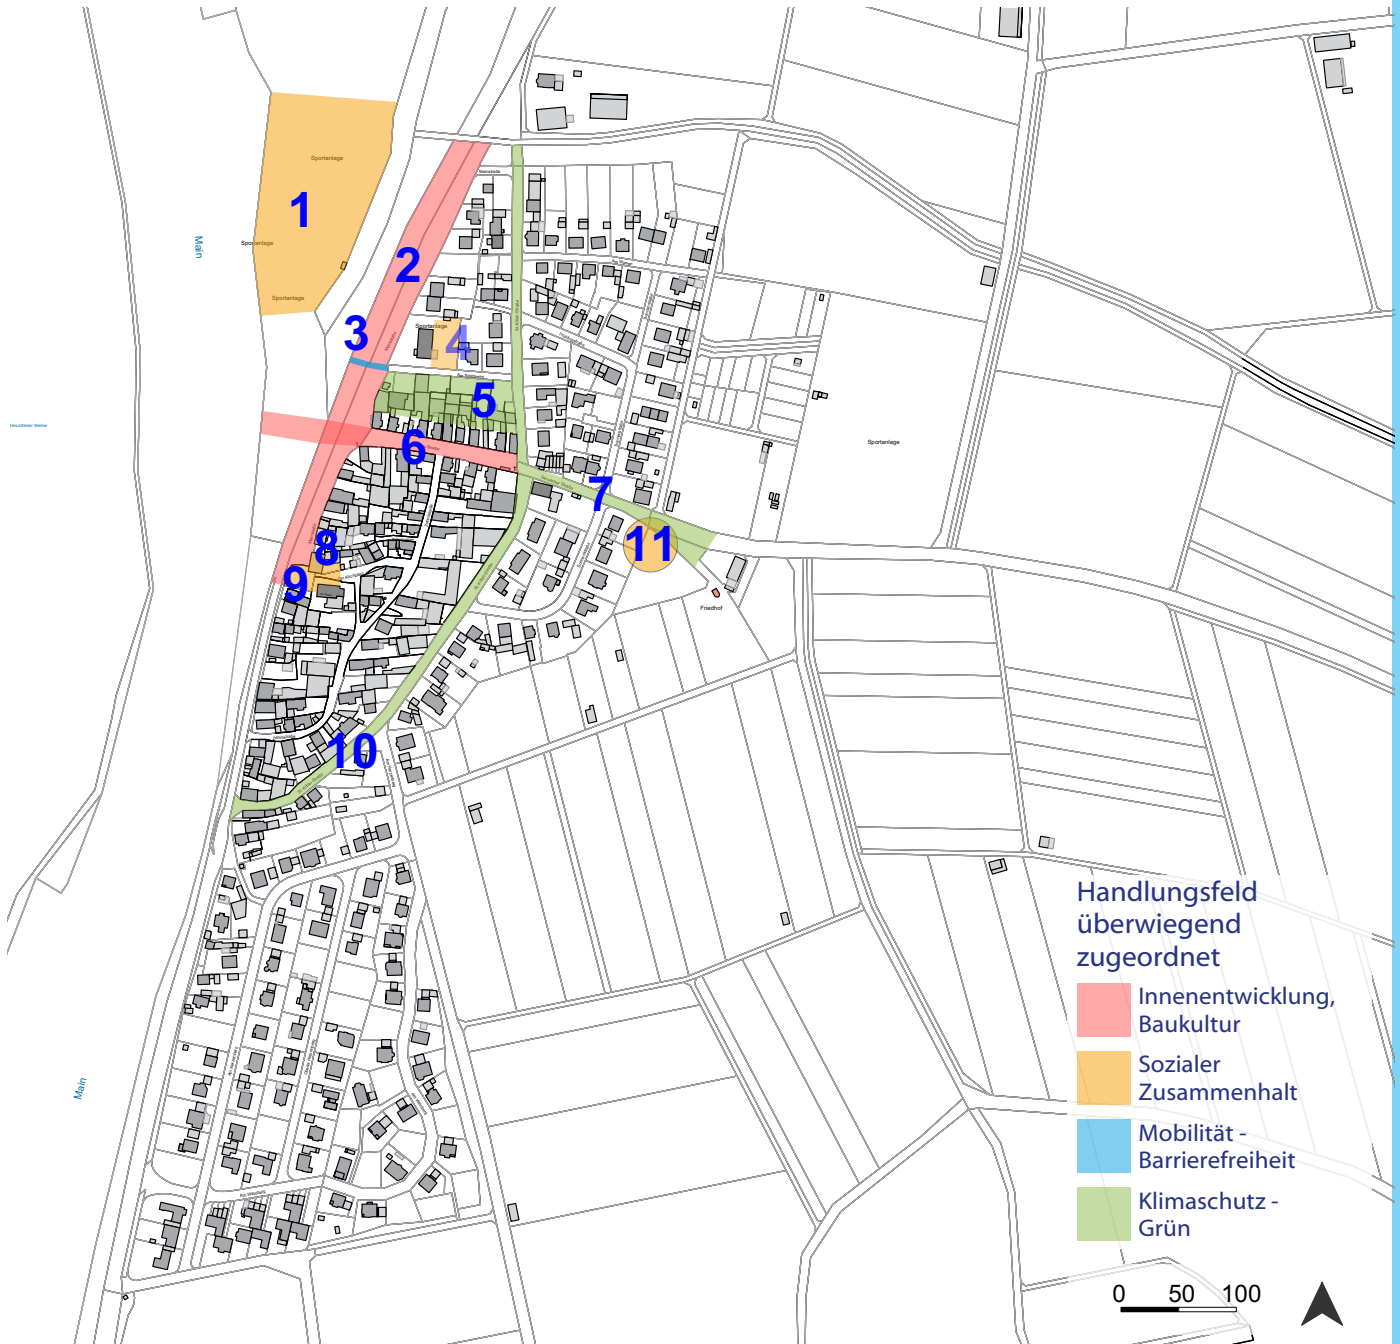 Sportanlage
1
Mainstraße
Main
Sportanlage
2
Sportanlage
3
Sportanlage
4
5
Sportanlage
6
7
11
8
9
Friedhof
10
Main
Handlungsfeld
überwiegend
zugeordnet
Innenentwicklung,
Baukultur
Sozialer
Zusammenhalt
Mobilität -
Barrierefreiheit
Klimaschutz -
Grün
0 50 100